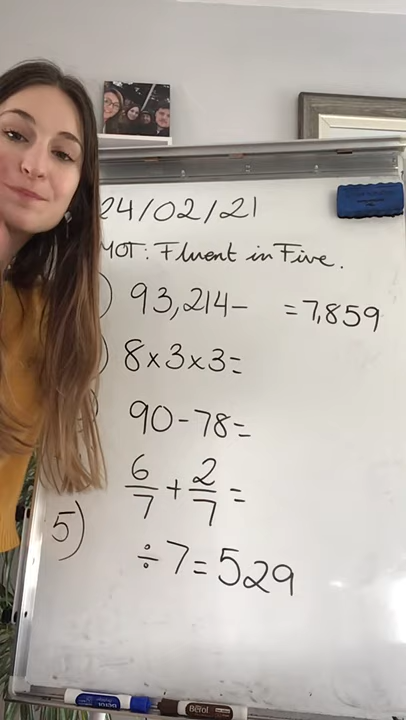 24/02/21
MOT: Fluent in Five.
) 93,214- =7,859
) 8x3x3=
90-78=
6/7 + 2/7 =
5) ÷7=529
Berol